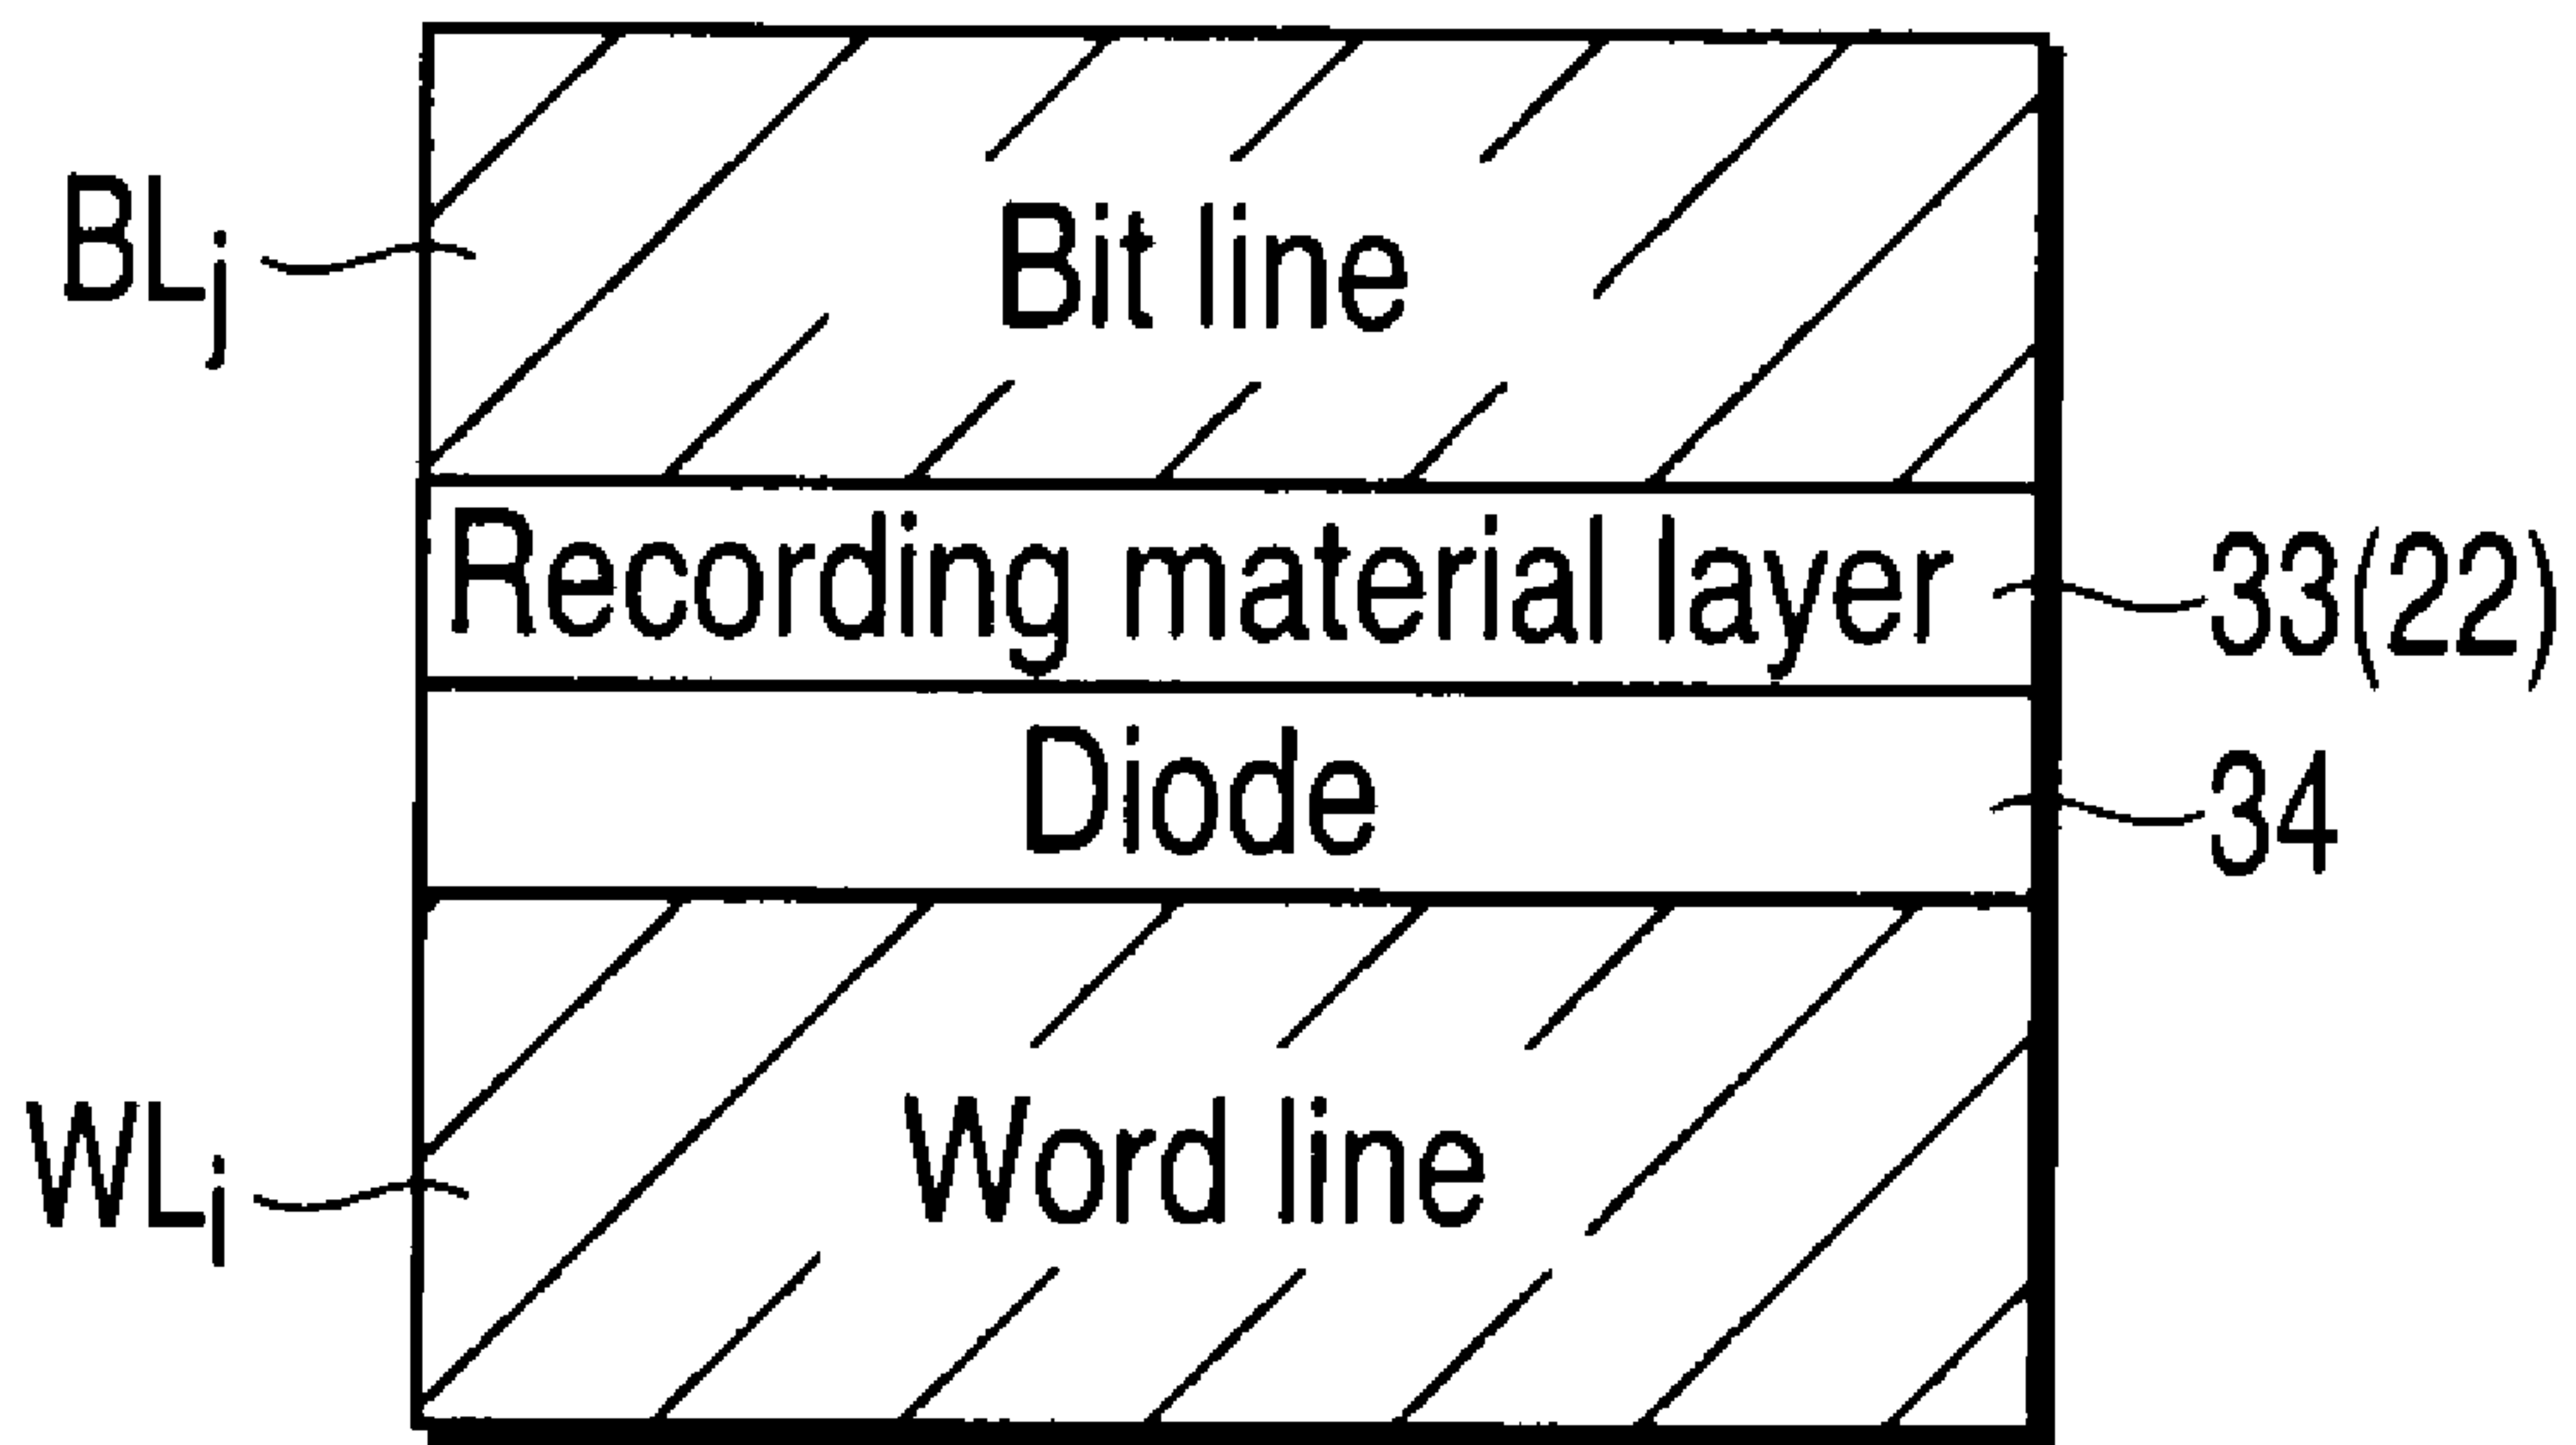 BLj
Bit line
Recording material layer
33(22)
Diode
34
WLi
Word line